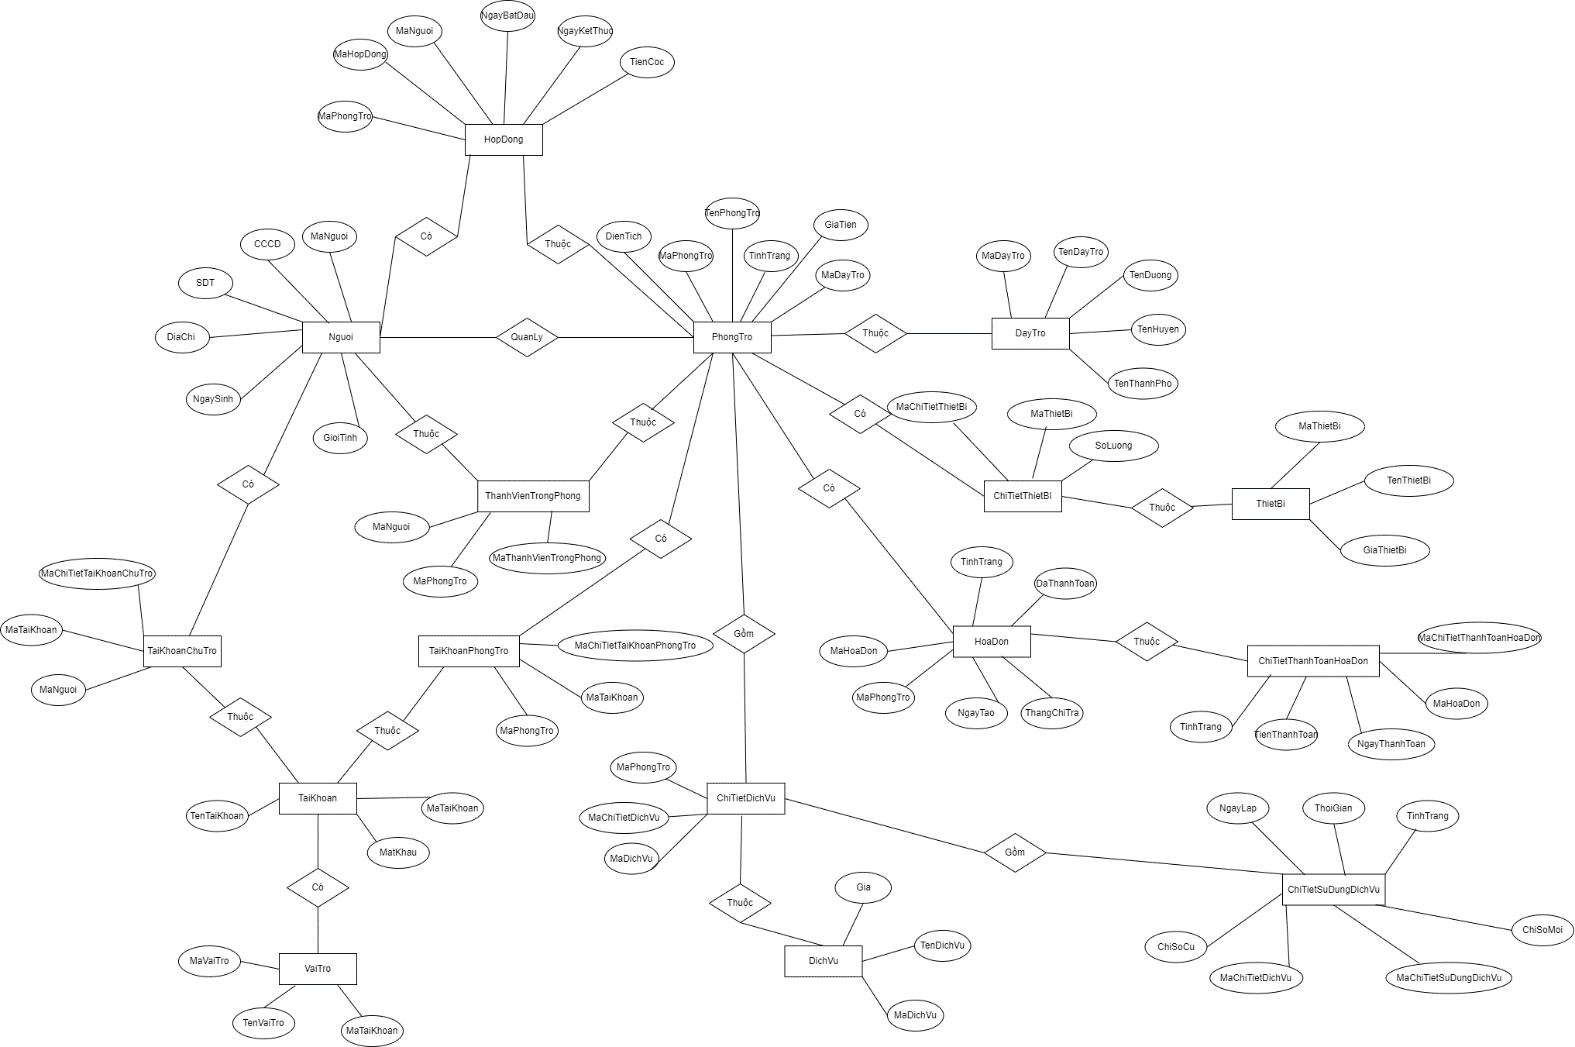 NgayBatDau
MaNguoi
NgayKetThuc
MaHopDong
TienCoc
MaPhongTro
HopDong
Có
Thuộc
CCCD
MaNguoi
SDT
DiaChi
Nguoi
NgaySinh
GioiTinh
QuanLy
DienTich
TenPhongTro
GiaTien
MaPhongTro
TinhTrang
MaDayTro
PhongTro
Thuộc
MaDayTro
TenDayTro
TenDuong
DayTro
TenHuyen
TenThanhPho
Thuộc
Thuộc
Có
MaChiTietThietBi
MaThietBi
SoLuong
ChiTietThietBI
Thuộc
MaThietBi
TenThietBi
ThietBi
GiaThietBi
Có
ThanhVienTrongPhong
MaNguoi
MaThanhVienTrongPhong
MaPhongTro
Có
Có
MaChiTietTaiKhoanChuTro
MaTaiKhoan
TaiKhoanChuTro
MaNguoi
TaiKhoanPhongTro
MaChiTietTaiKhoanPhongTro
MaTaiKhoan
MaPhongTro
Gồm
TinhTrang
DaThanhToan
MaHoaDon
HoaDon
MaPhongTro
NgayTao
ThangChiTra
Thuộc
MaChiTietThanhToanHoaDon
ChiTietThanhToanHoaDon
MaHoaDon
TinhTrang
TienThanhToan
NgayThanhToan
Thuộc
Thuộc
TaiKhoan
TenTaiKhoan
MaTaiKhoan
MatKhau
Có
VaiTro
MaVaiTro
TenVaiTro
MaTaiKhoan
MaPhongTro
ChiTietDichVu
MaChiTietDichVu
MaDichVu
Thuộc
Gia
TenDichVu
DichVu
MaDichVu
Gồm
NgayLap
ThoiGian
TinhTrang
ChiTietSuDungDichVu
ChiSoCu
ChiSoMoi
MaChiTietDichVu
MaChiTietSuDungDichVu